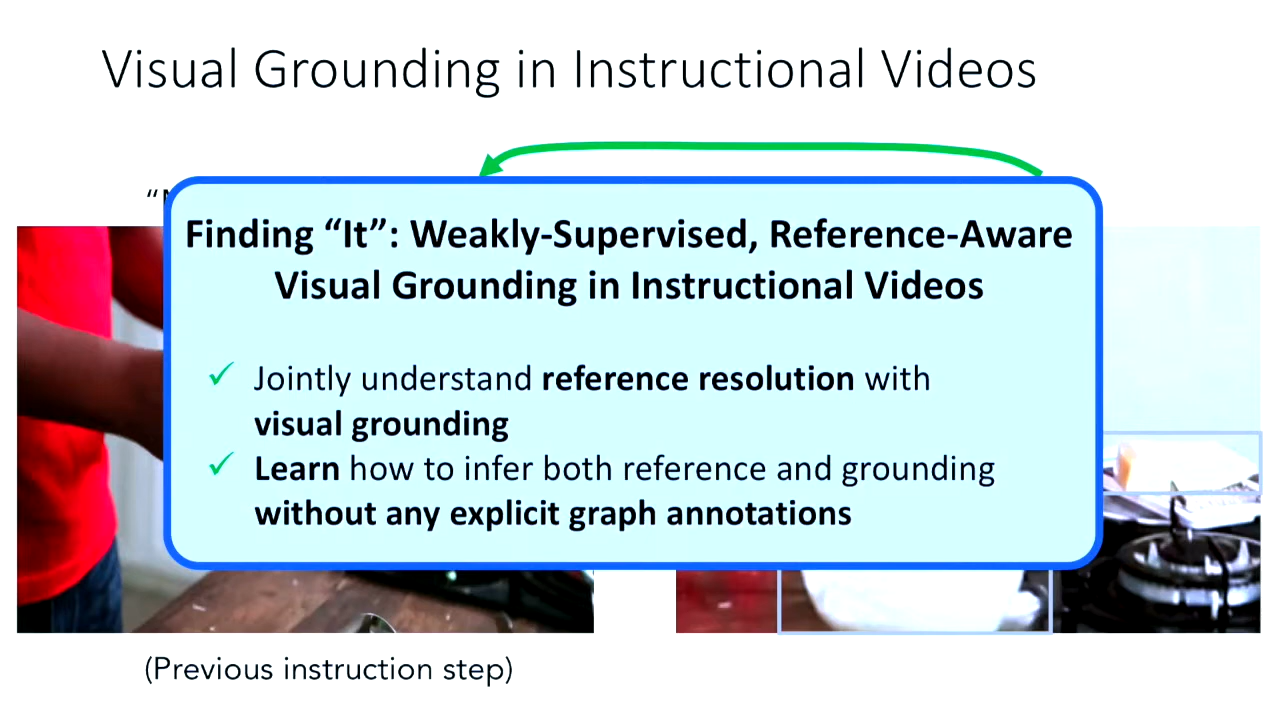 Visual Grounding in Instructional Videos
Finding “It”: Weakly-Supervised, Reference-Aware
Visual Grounding in Instructional Videos
✓ Jointly understand reference resolution with
visual grounding
✓ Learn how to infer both reference and grounding
without any explicit graph annotations
(Previous instruction step)